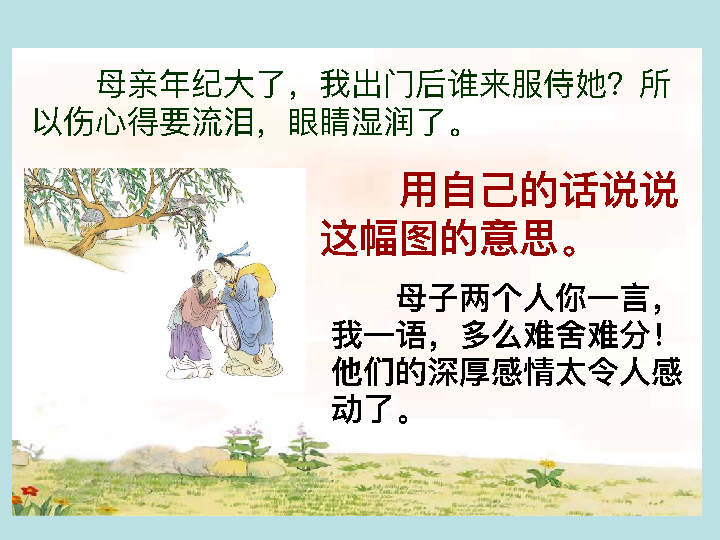 母亲年纪大了，我出门后谁来服侍她？所
以伤心得要流泪，眼睛湿润了。
用自己的话说说
这幅图的意思。
母子两个人你一言，
我一语，多么难舍难分！
他们的深厚感情太令人感
动了。